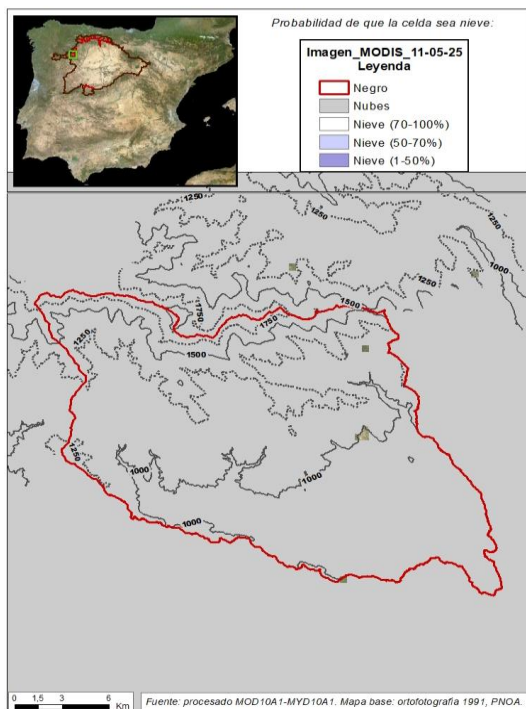 Probabilidad de que la celda sea nieve:
Imagen_MODIS_11-05-25
Leyenda
Negro
Nubes
Nieve (70-100%)
Nieve (50-70%)
Nieve (1-50%)
1250
1250
1000
1250
1500
1750
1750
1250
1500
1250
1000
1000
1000
0 1,5 3 6
Km
Fuente: procesado MOD10A1-MYD10A1. Mapa base: ortofotografía 1991, PNOA.